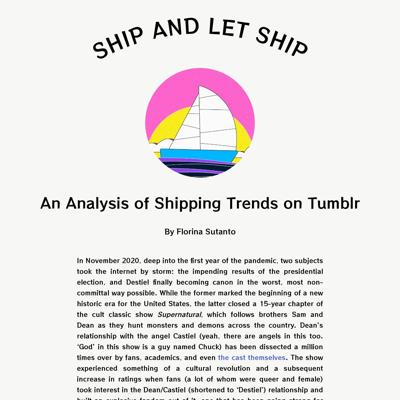 SHIP AND LET SHIP
An Analysis of Shipping Trends on Tumblr
By Florina Sutanto
In November 2020, deep into the first year of the pandemic, two subjects
took the internet by storm: the impending results of the presidential
election, and Destiel finally becoming canon in the worst, most non-
committal way possible. While the former marked the beginning of a new
historic era for the United States, the latter closed a 15-year chapter of
the cult classic show Supernatural, which follows brothers Sam and
Dean as they hunt monsters and demons across the country. Dean's
relationship with the angel Castiel (yeah, there are angels in this too.
'God' in this show is a guy named Chuck) has been dissected a million
times over by fans, academics, and even the cast themselves. The show
experienced something of a cultural revolution and a subsequent
increase in ratings when fans (a lot of whom were queer and female)
took interest in the Dean/Castiel (shortened to 'Destiel') relationship and